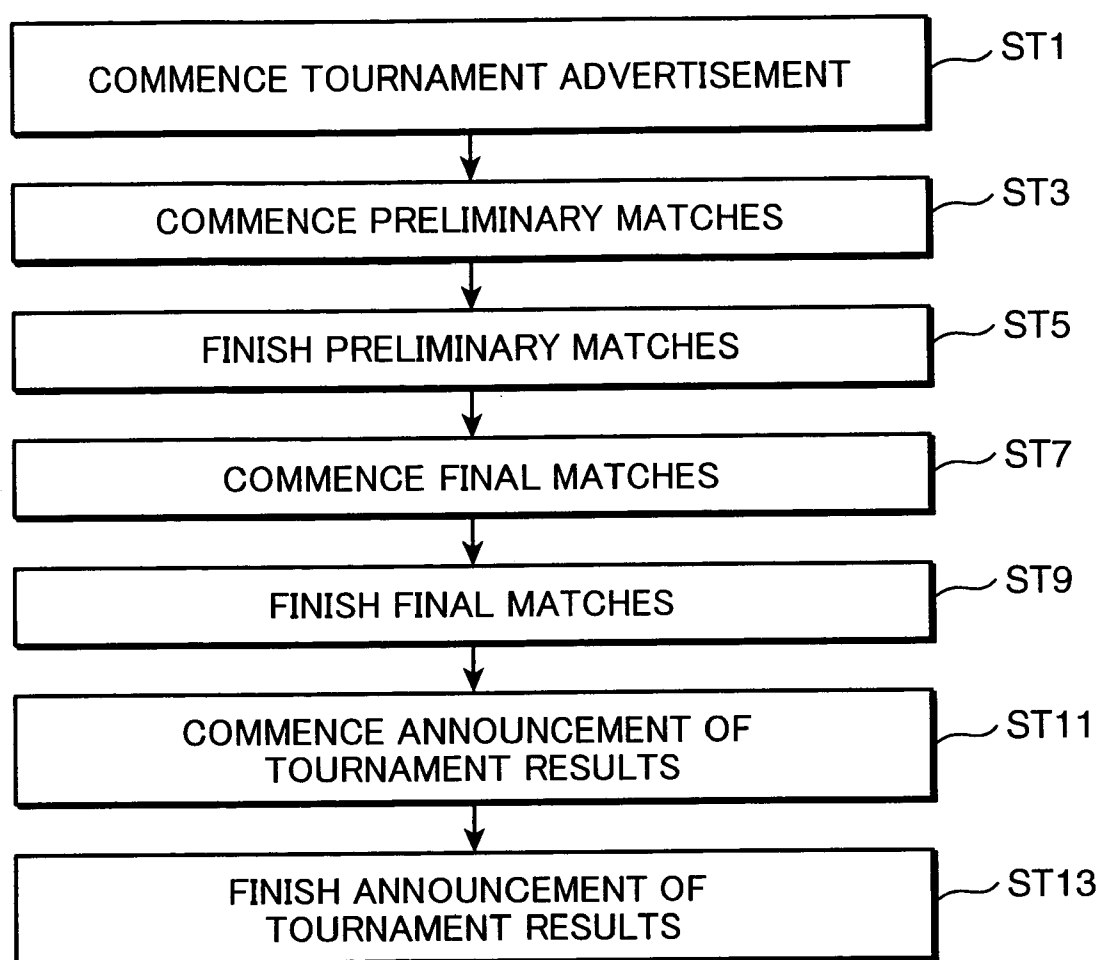 COMMENCE TOURNAMENT ADVERTISEMENT
ST1
COMMENCE PRELIMINARY MATCHES
ST3
FINISH PRELIMINARY MATCHES
ST5
COMMENCE FINAL MATCHES
ST7
FINISH FINAL MATCHES
ST9
COMMENCE ANNOUNCEMENT OF
TOURNAMENT RESULTS
ST11
FINISH ANNOUNCEMENT OF
TOURNAMENT RESULTS
ST13